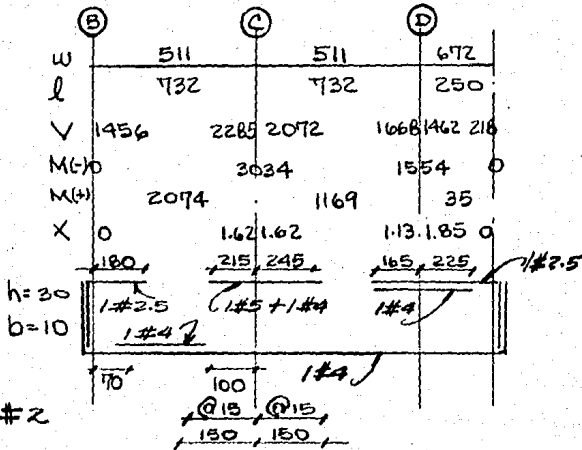 B C D
w 511 511 672
l 732 732 250
V 1456 2285 2072 1668 1462 218
M(-) 0 3034 1554 0
M(+) 2074 1169 35
X 0 1.62 1.62 1.13 1.85 0
180 215 245 165 225 1#2.5
h=30 1#2.5 1#5+1#4 1#4
b=10 1#4
70 100 1#4
#2 @15 @15
150 150